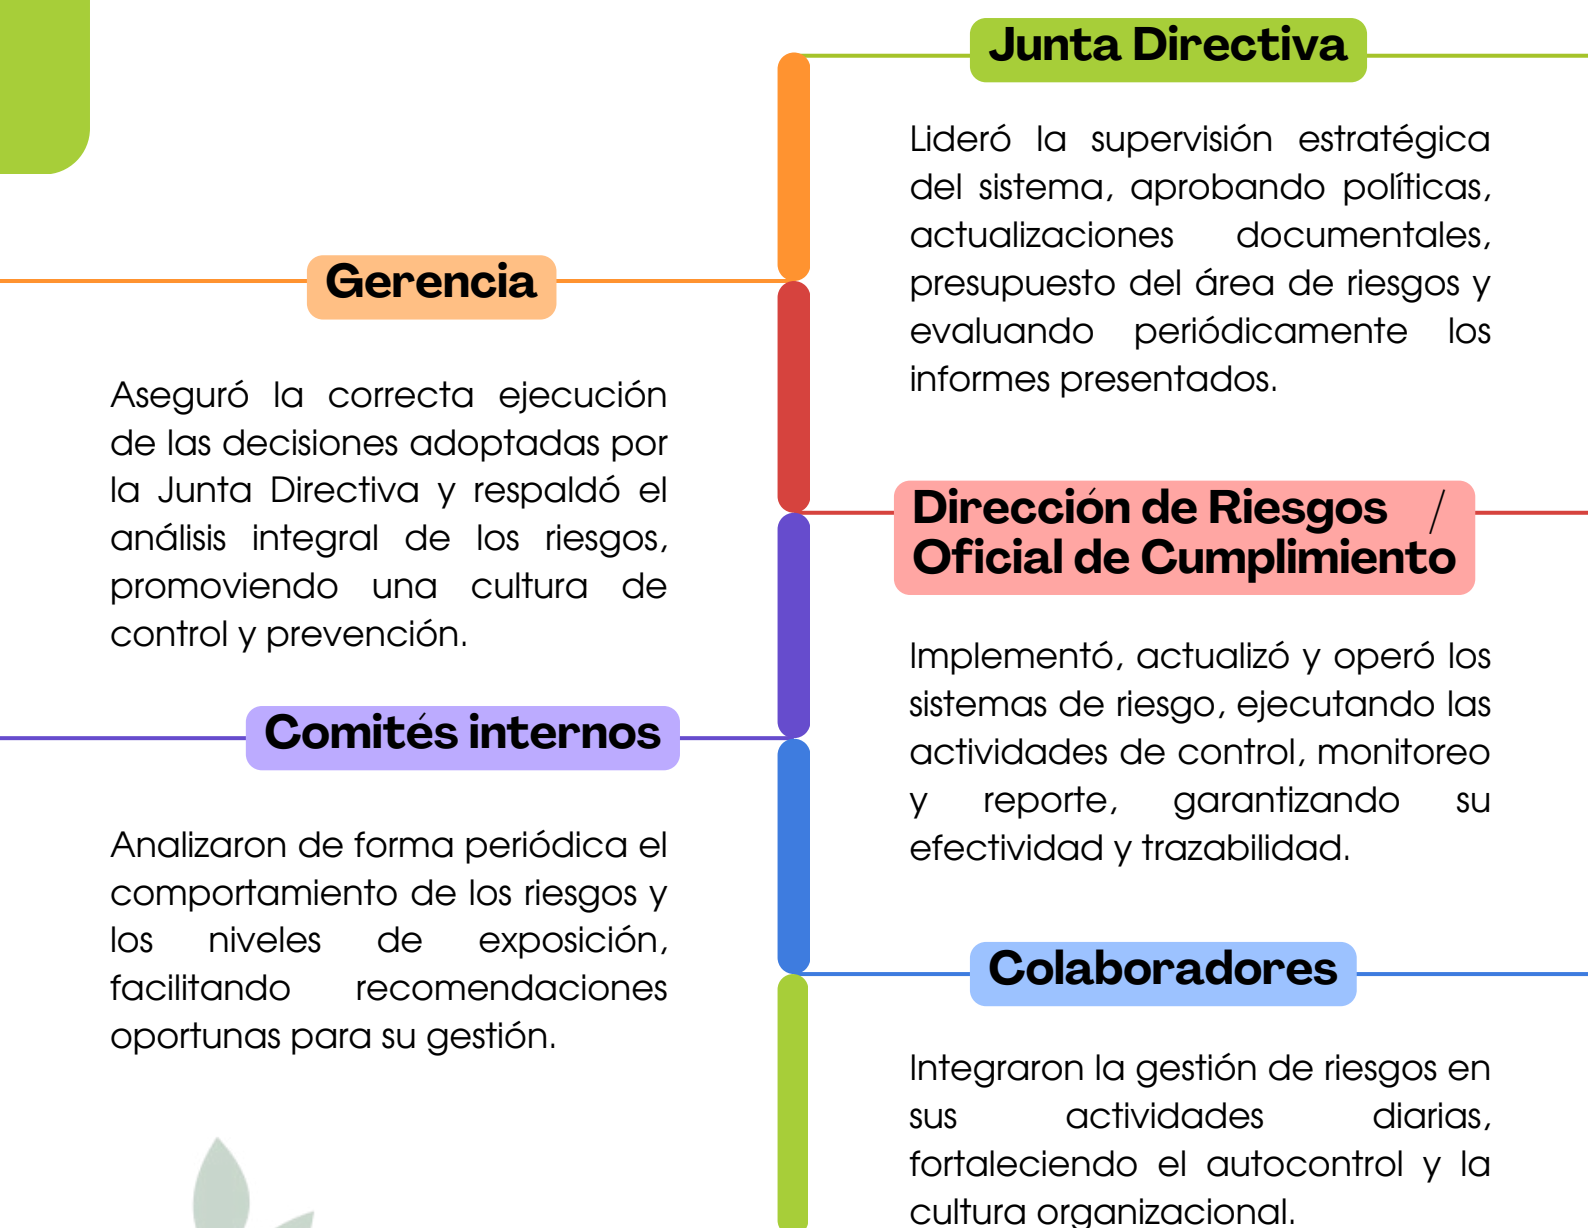 Junta Directiva
Lideró la supervisión estratégica
del sistema, aprobando políticas,
actualizaciones documentales,
presupuesto del área de riesgos y
evaluando periódicamente los
informes presentados.
Gerencia
Aseguró la correcta ejecución
de las decisiones adoptadas por
la Junta Directiva y respaldó el
análisis integral de los riesgos,
promoviendo una cultura de
control y prevención.
Dirección de Riesgos /
Oficial de Cumplimiento
Implementó, actualizó y operó los
sistemas de riesgo, ejecutando las
actividades de control, monitoreo
y reporte, garantizando su
efectividad y trazabilidad.
Comités internos
Analizaron de forma periódica el
comportamiento de los riesgos y
los niveles de exposición,
facilitando recomendaciones
oportunas para su gestión.
Colaboradores
Integraron la gestión de riesgos en
sus actividades diarias,
fortaleciendo el autocontrol y la
cultura organizacional.